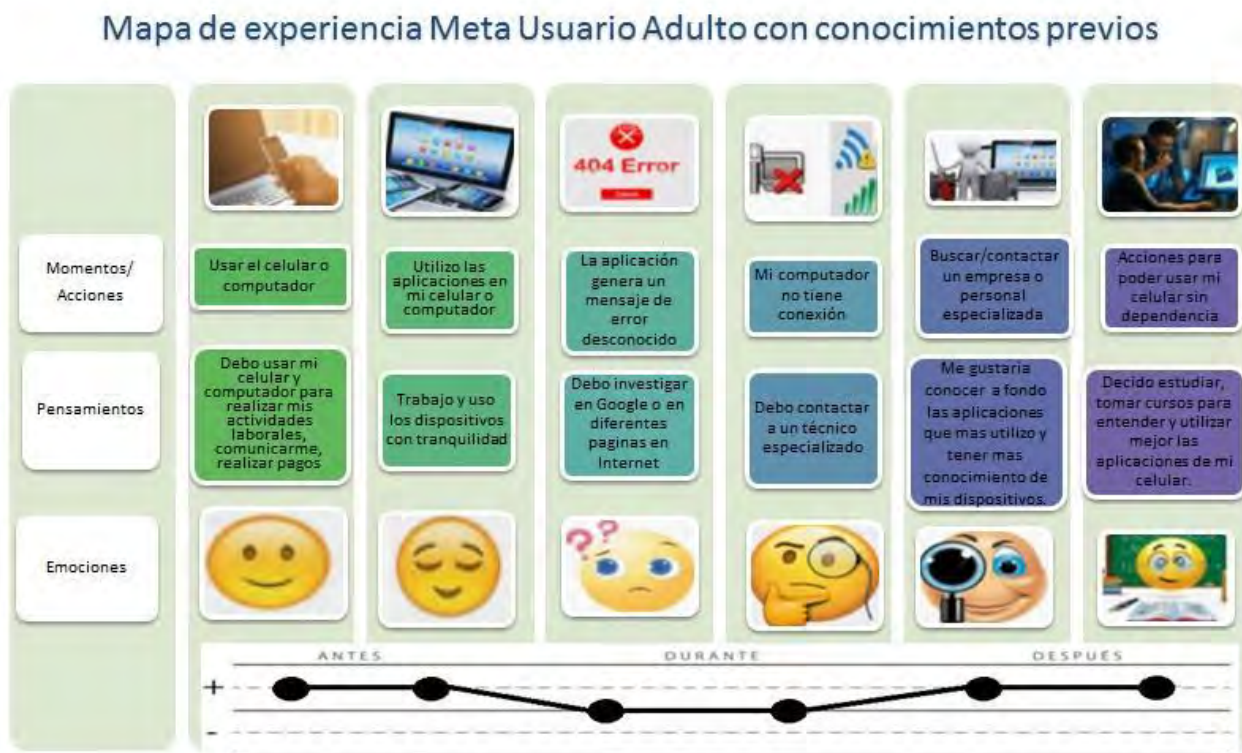 Mapa de experiencia Meta Usuario Adulto con conocimientos previos
404 Error
Momentos/
Acciones
Usar el celular o
computador
Utilizo las
aplicaciones en
mi celular o
computador
La aplicación
genera un
mensaje de
error
desconocido
Mi computador
no tiene
conexión
Buscar/contactar
un empresa o
personal
especializada
Acciones para
poder usar mi
celular sin
dependencia
Pensamientos
Debo usar mi
celular y
computador para
realizar mis
actividades
laborales,
comunicarme,
realizar pagos
Trabajo y uso
los dispositivos
con tranquilidad
Debo investigar
en Google o en
diferentes
paginas en
Internet
Debo contactar
a un técnico
especializado
Me gustaria
conocer a fondo
las aplicaciones
que mas utilizo y
tener mas
conocimiento de
mis dispositivos.
Decido estudiar,
tomar cursos para
entender y utilizar
mejor las
aplicaciones de mi
celular.
Emociones
??
ANTES
DURANTE
DESPUÉS
+
-